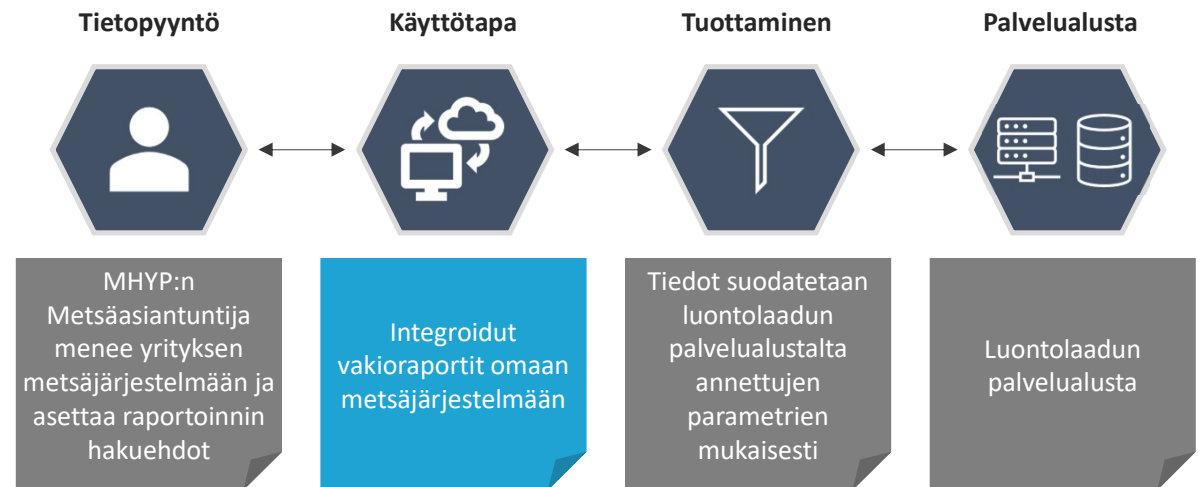 Tietopyyntö
Käyttötapa
Tuottaminen
Palvelualusta
MHYP:n
Metsäasiantuntija
menee yrityksen
metsäjärjestelmään ja
asettaa raportoinnin
hakuehdot
Integroidut
vakioraportit omaan
metsäjärjestelmään
Tiedot suodatetaan
luontolaadun
palvelualustalta
annettujen
parametrien
mukaisesti
Luontolaadun
palvelualusta